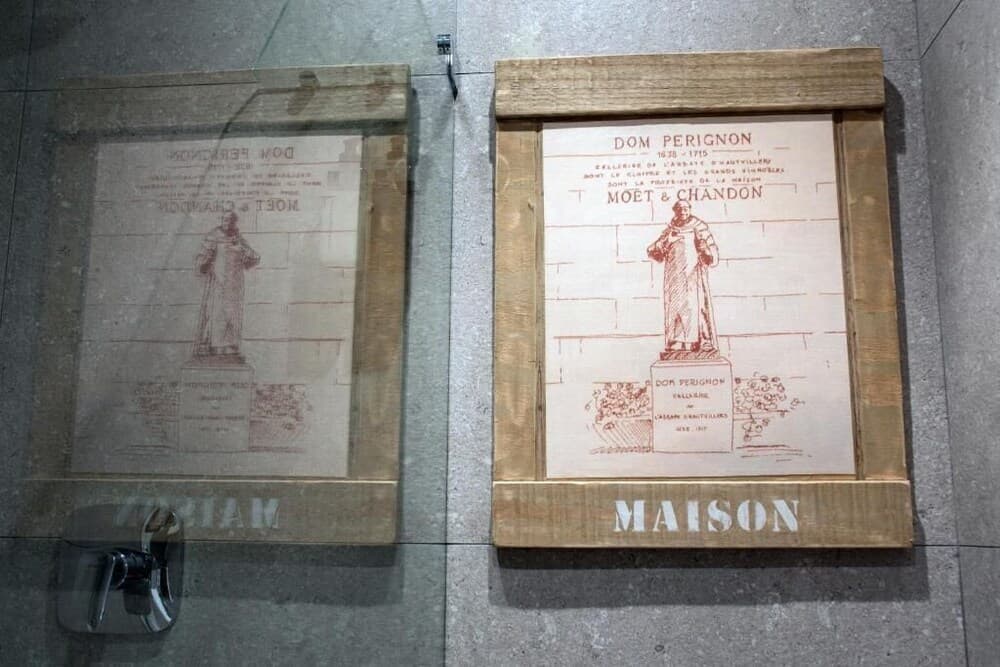 DOM PERIGNON
1638 - 1715
CELLERIER DE L'ABBAYE D'HAUTVILLERS
DONT LE CLOITRE ET LES GRANDS VIGNOBLES
SONT LA PROPRIETE DE LA MAISON
MOËT & CHANDON
DOM PERIGNON
CELLERIER
DE
L'ABBAYE D'HAUTVILLERS
MAISON